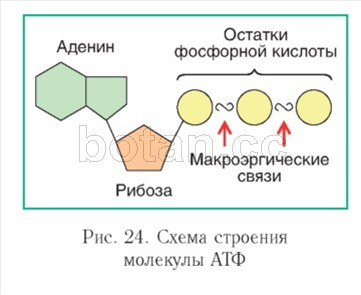 Аденин
Остатки
фосфорной кислоты
Макроэргические
связи
Рибоза
botan.cc
Рис. 24. Схема строения
молекулы АТФ